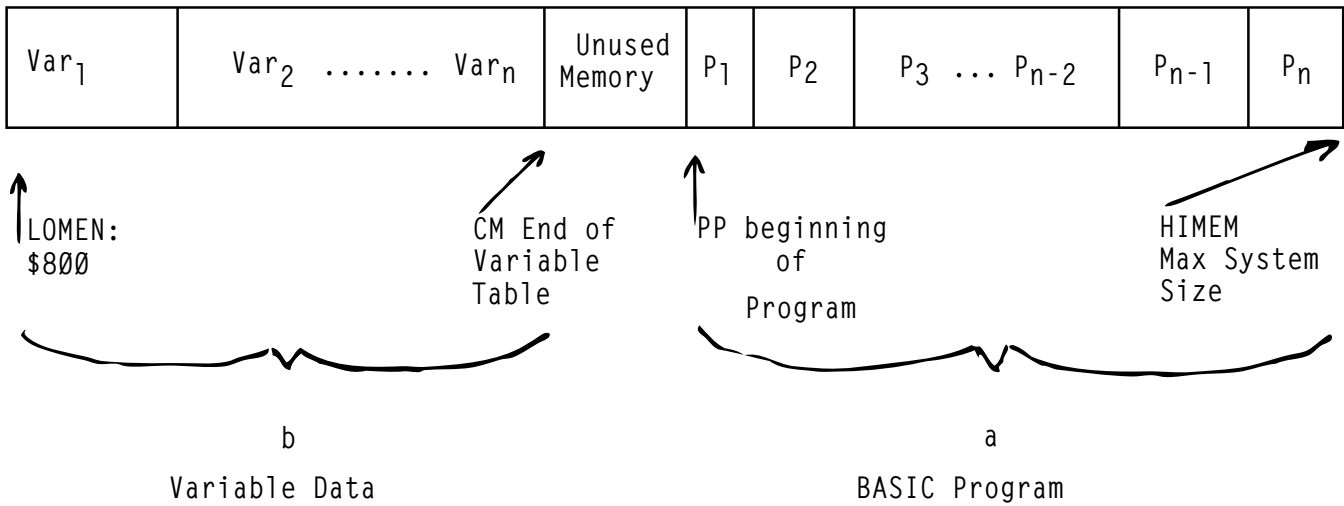 Var1 Var2 ....... Varn Unused Memory P1 P2 P3 ... Pn-2 Pn-1 Pn
LOMEN:
$8ØØ
CM End of
Variable
Table
PP beginning
of
Program
HIMEM
Max System
Size
b
Variable Data
a
BASIC Program